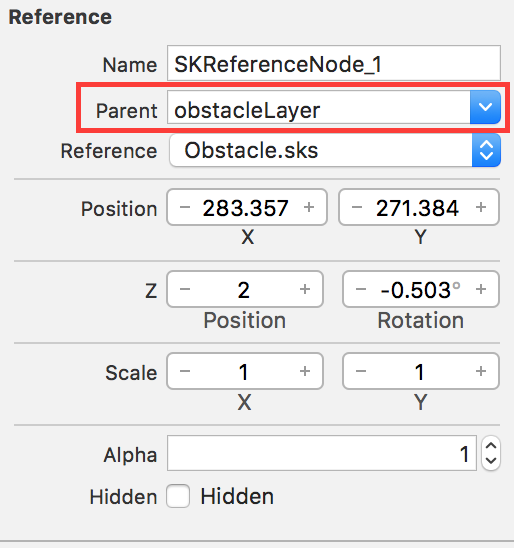 Reference
Name SKReferenceNode_1
Parent obstacleLayer
Reference Obstacle.sks
Position − 283.357 + − 271.384 +
X Y
Z − 2 + − -0.503° +
Position Rotation
Scale − 1 + − 1 +
X Y
Alpha 1
Hidden Hidden